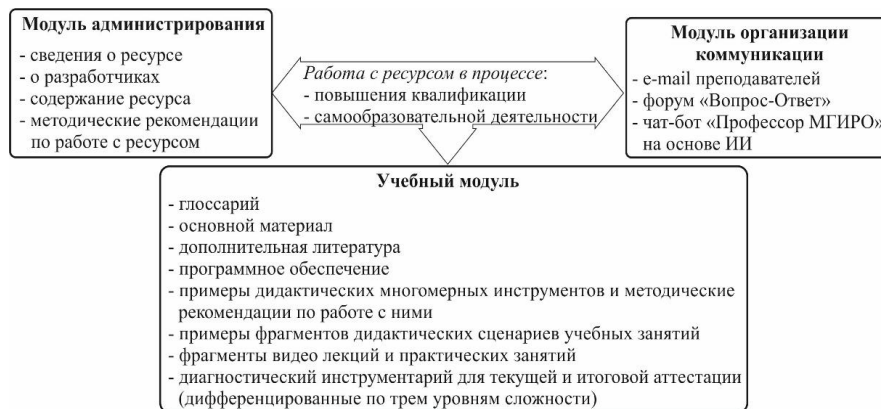 Модуль администрирования
- сведения о ресурсе
- о разработчиках
- содержание ресурса
- методические рекомендации
по работе с ресурсом
Работа с ресурсом в процессе:
- повышения квалификации
- самообразовательной деятельности
Модуль организации
коммуникации
- e-mail преподавателей
- форум «Вопрос-Ответ»
- чат-бот «Профессор МГИРО»
на основе ИИ
Учебный модуль
- глоссарий
- основной материал
- дополнительная литература
- программное обеспечение
- примеры дидактических многомерных инструментов и методические
рекомендации по работе с ними
- примеры фрагментов дидактических сценариев учебных занятий
- фрагменты видео лекций и практических занятий
- диагностический инструментарий для текущей и итоговой аттестации
(дифференцированные по трем уровням сложности)